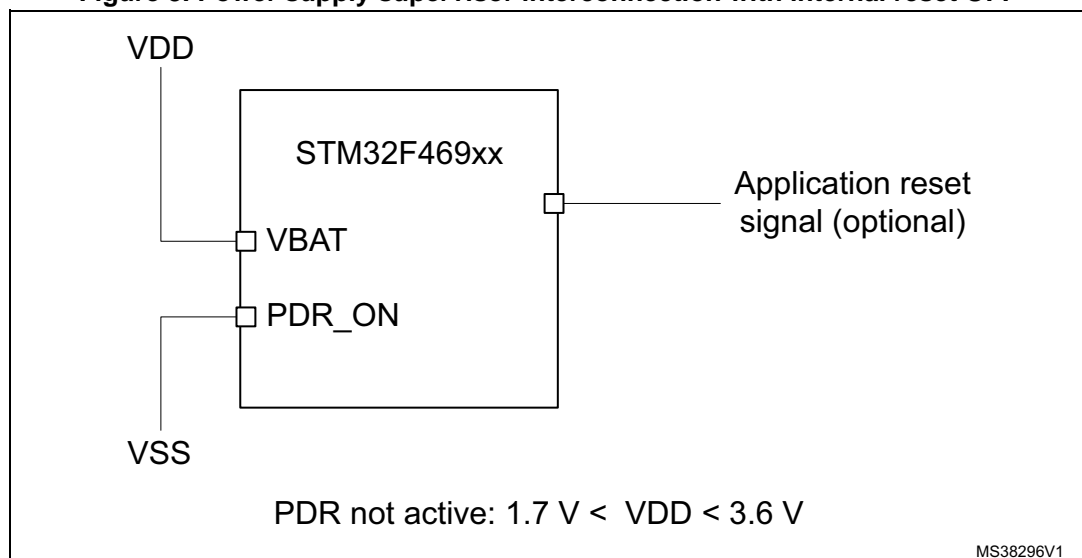 VDD
STM32F469xx
Application reset
signal (optional)
VBAT
PDR_ON
VSS
PDR not active: 1.7 V < VDD < 3.6 V
MS38296V1